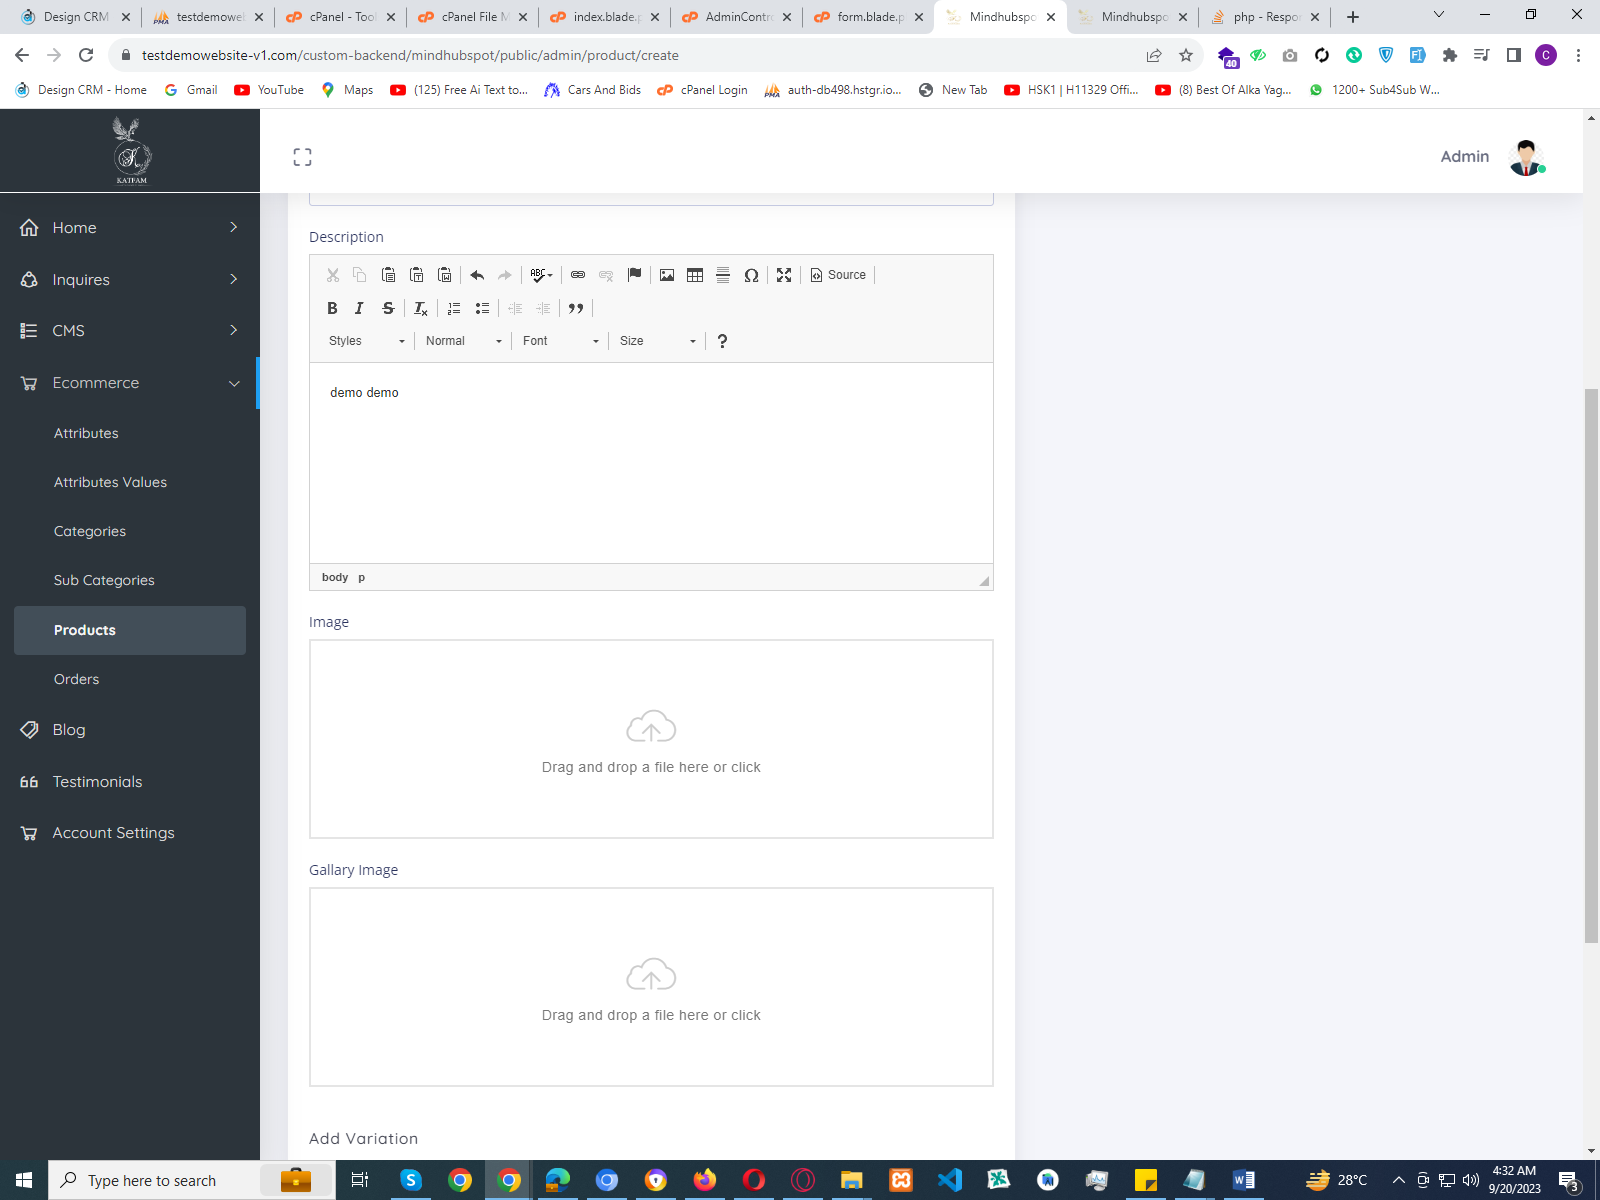 Design CRM
testdemowel
cPanel - Tool
cPanel File M
index.blade.p
AdminContro
form.blade.p
Mindhubspo
Mindhubspo
php - Respo
testdemowebsite-v1.com/custom-backend/mindhubspot/public/admin/product/create
40
C
Design CRM - Home
Gmail
YouTube
Maps
(125) Free Ai Text to...
Cars And Bids
cPanel Login
auth-db498.hstgr.io...
New Tab
HSK1 | H11329 Offi...
(8) Best Of Alka Yag...
1200+ Sub4Sub W...
KATFAM
Admin
Home
Inquires
CMS
Ecommerce
Attributes
Attributes Values
Categories
Sub Categories
Products
Orders
Blog
Testimonials
Account Settings
Description
ABC
Source
B I S Ix
Styles
Normal
Font
Size
?
demo demo
body p
Image
Drag and drop a file here or click
Gallary Image
Drag and drop a file here or click
Add Variation
Type here to search
28°C
4:32 AM
9/20/2023
3